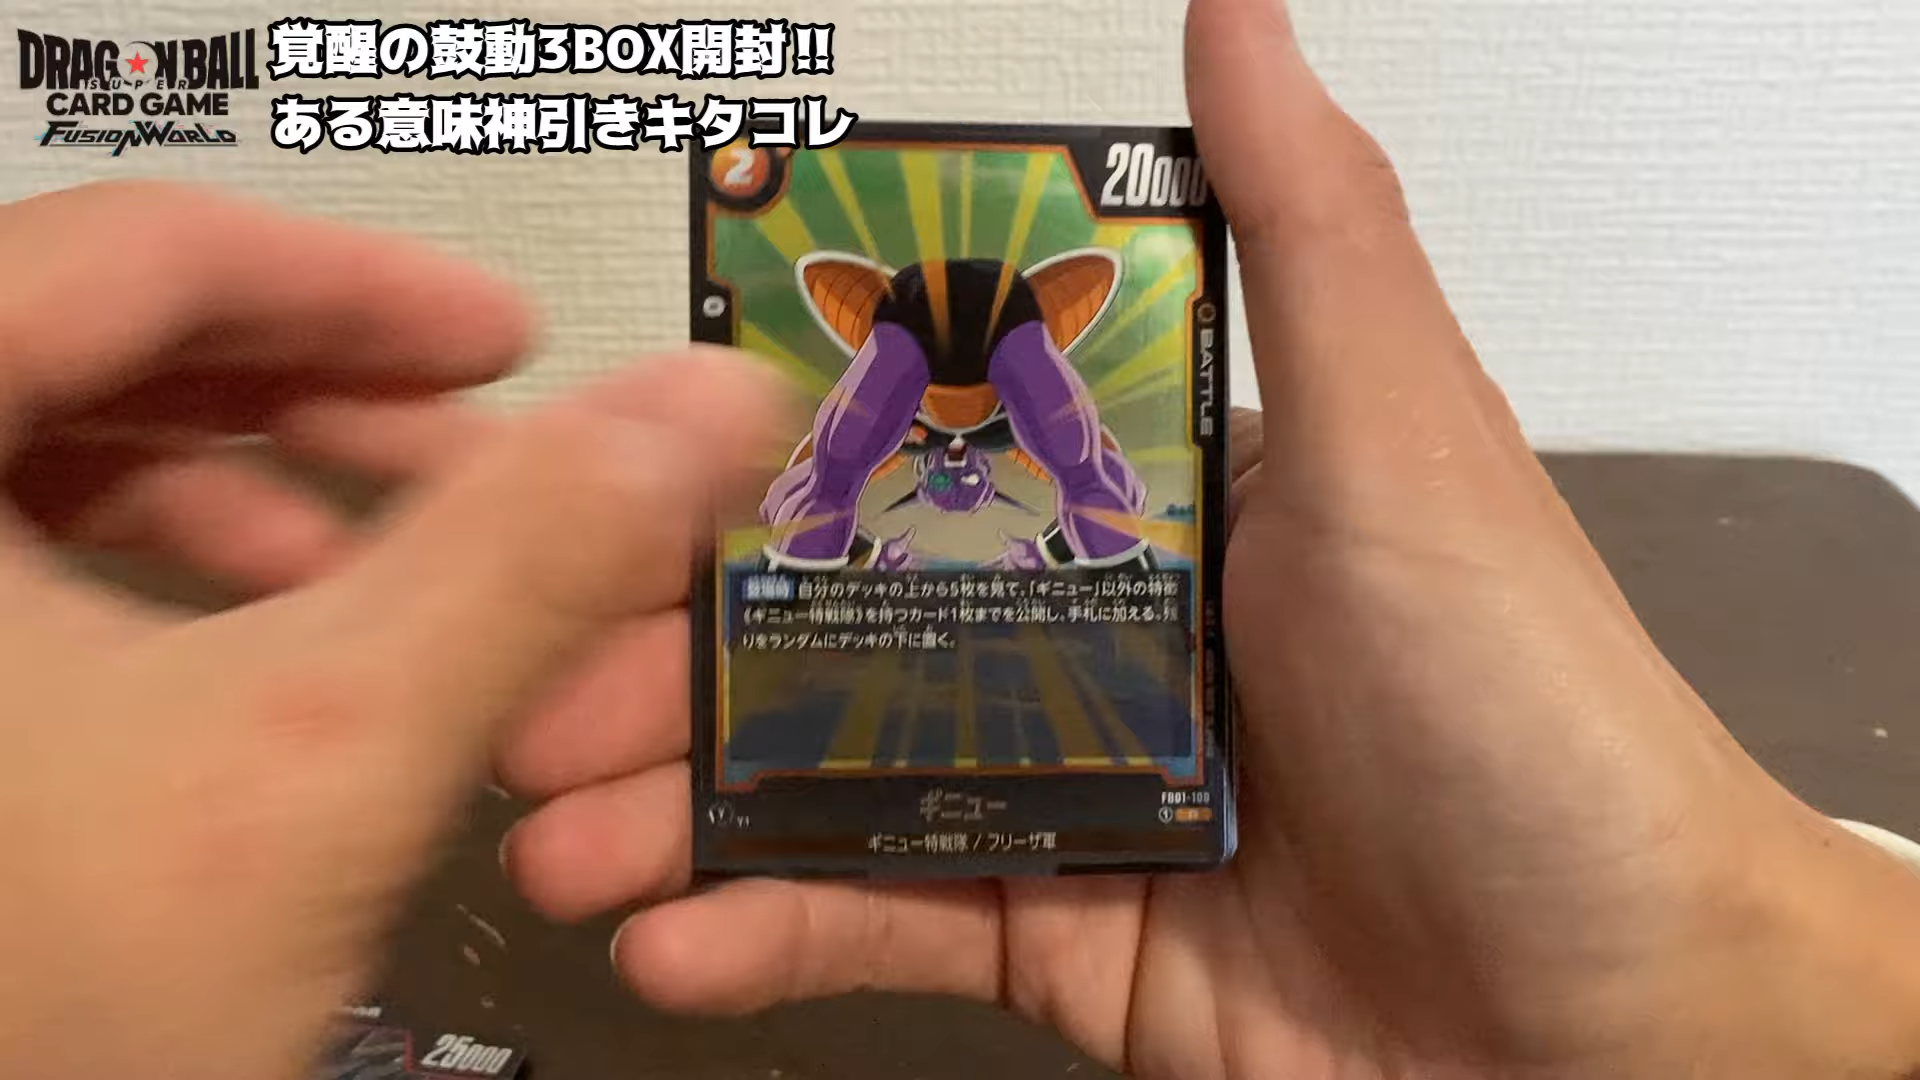 DRAGON BALL
SUPER
CARD GAME
FUSION WORLD
覚醒の鼓動3BOX開封!!
ある意味神引きキタコレ
2
20000
0
BATTLE
登場時 自分のデッキの上から5枚を見て、「ギニュー」以外の特徴
《ギニュー特戦隊》を持つカード1枚までを公開し、手札に加える。残
りをランダムにデッキの下に置く。
ギニュー
ギニュー特戦隊 / フリーザ軍
25000